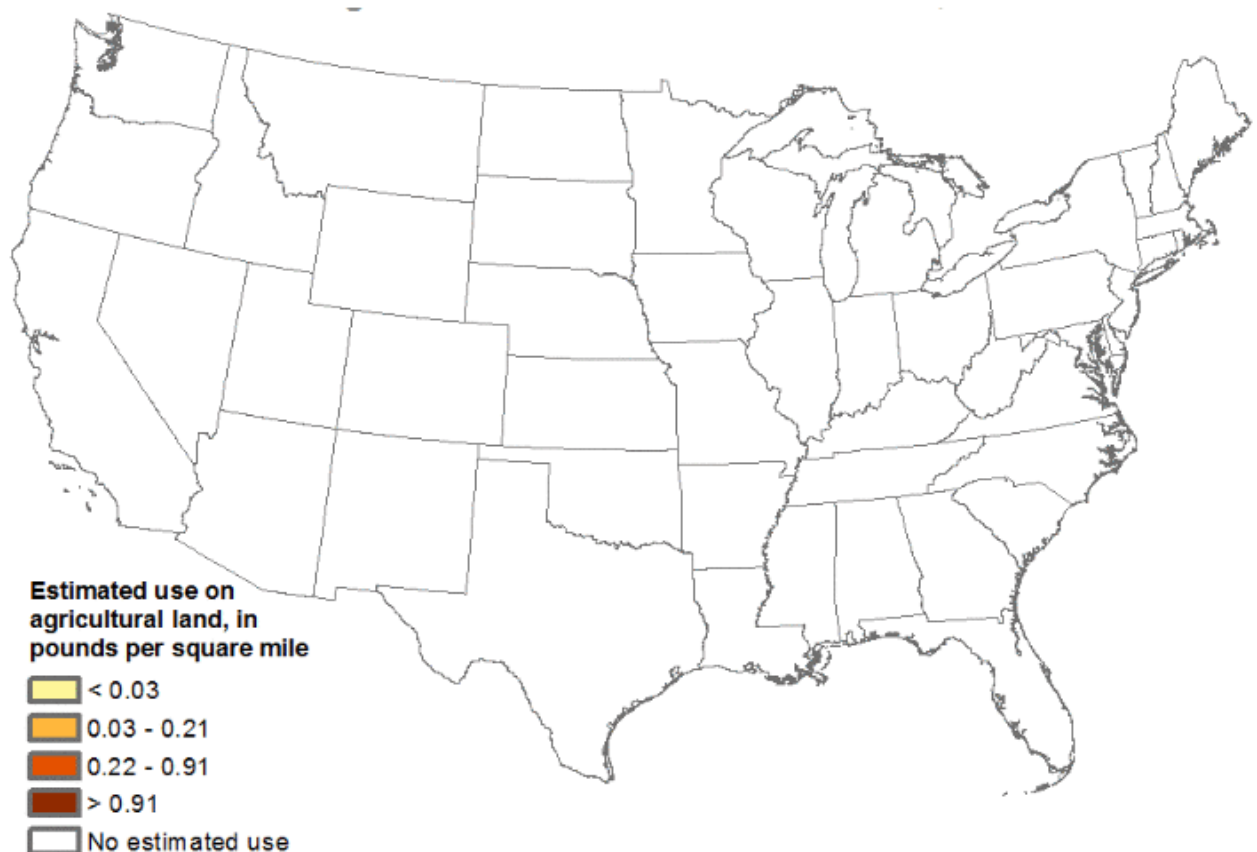 Estimated use on
agricultural land, in
pounds per square mile
< 0.03
0.03 - 0.21
0.22 - 0.91
> 0.91
No estimated use